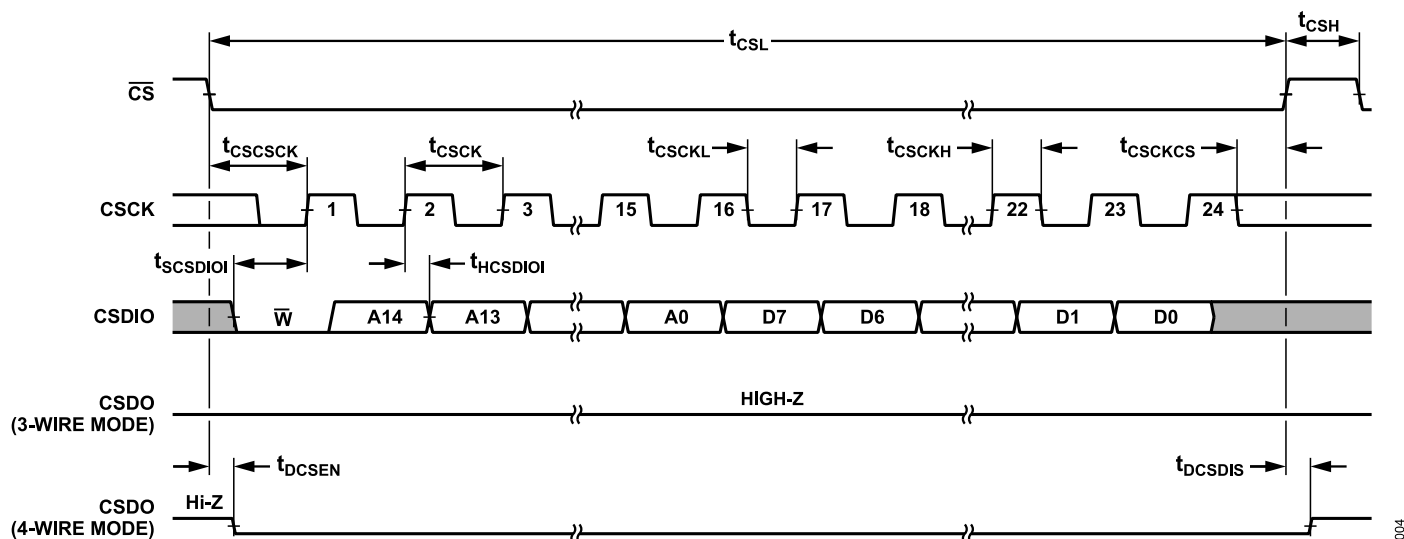 tCSL
tCSH
CS
tCSCSCK
tCSCK
tCSCKL
tCSCKH
tCSCKCS
CSCK
1 2 3 15 16 17 18 22 23 24
tSCSDIOI
tHCSDIOI
CSDIO
W A14 A13 A0 D7 D6 D1 D0
CSDO
(3-WIRE MODE)
HIGH-Z
tDCSEN
tDCSDIS
CSDO
(4-WIRE MODE)
Hi-Z
004